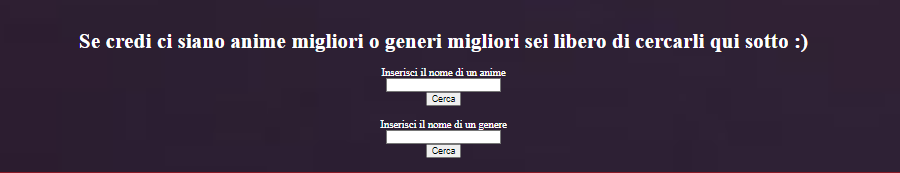 Se credi ci siano anime migliori o generi migliori sei libero di cercarli qui sotto :)
Inserisci il nome di un anime
Cerca
Inserisci il nome di un genere
Cerca